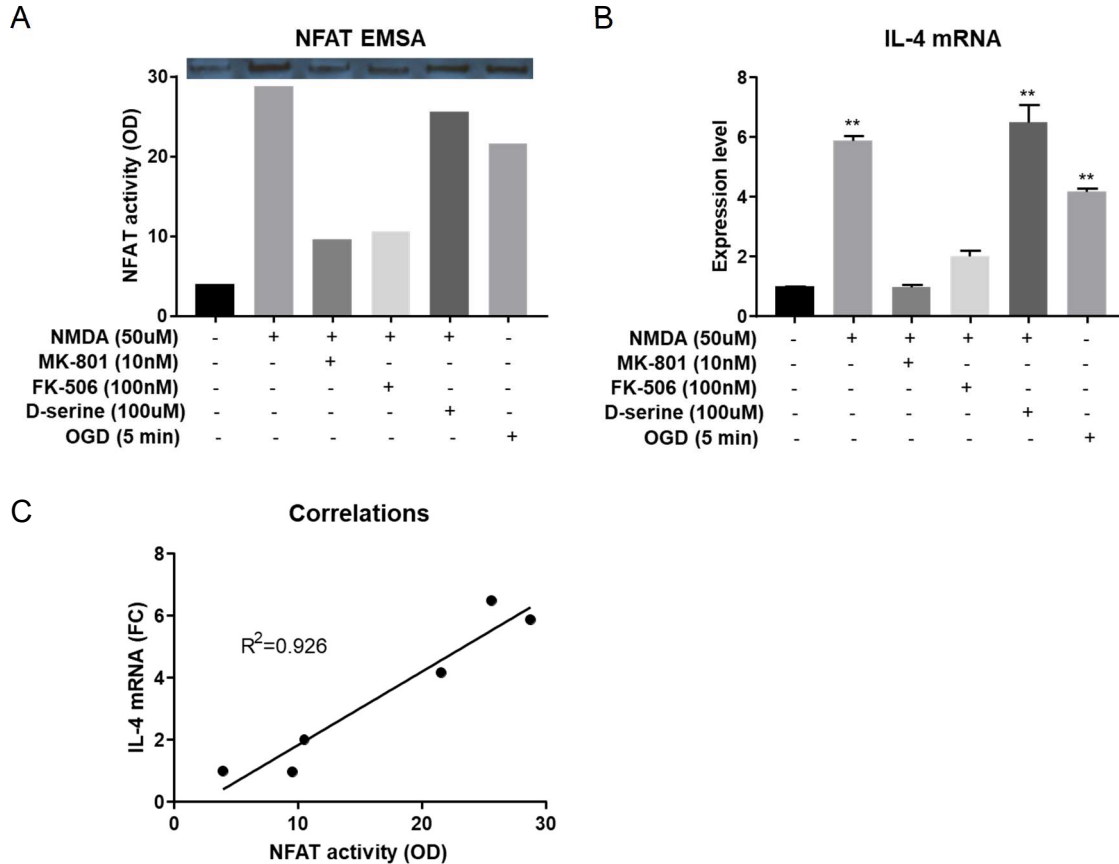 A
NFAT EMSA
NFAT activity (OD)
30
20
10
0
NMDA (50uM) - + + + + -
MK-801 (10nM) - - + - - -
FK-506 (100nM) - - - + - -
D-serine (100uM) - - - - + -
OGD (5 min) - - - - - +
B
IL-4 mRNA
Expression level
8
6
4
2
0
** ** **
NMDA (50uM) - + + + + -
MK-801 (10nM) - - + - - -
FK-506 (100nM) - - - + - -
D-serine (100uM) - - - - + -
OGD (5 min) - - - - - +
C
Correlations
IL-4 mRNA (FC)
8
6
4
2
0
R²=0.926
0 10 20 30
NFAT activity (OD)